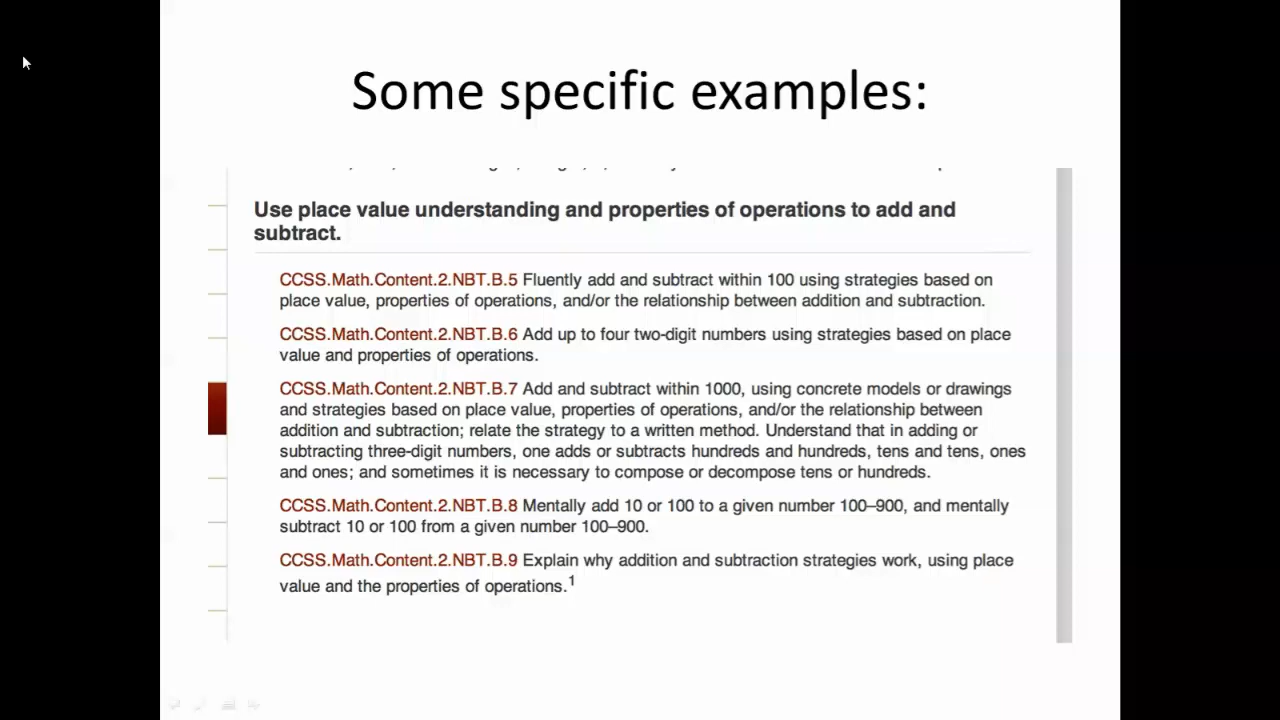 Some specific examples:
Use place value understanding and properties of operations to add and
subtract.
CCSS.Math.Content.2.NBT.B.5 Fluently add and subtract within 100 using strategies based on
place value, properties of operations, and/or the relationship between addition and subtraction.
CCSS.Math.Content.2.NBT.B.6 Add up to four two-digit numbers using strategies based on place
value and properties of operations.
CCSS.Math.Content.2.NBT.B.7 Add and subtract within 1000, using concrete models or drawings
and strategies based on place value, properties of operations, and/or the relationship between
addition and subtraction; relate the strategy to a written method. Understand that in adding or
subtracting three-digit numbers, one adds or subtracts hundreds and hundreds, tens and tens, ones
and ones; and sometimes it is necessary to compose or decompose tens or hundreds.
CCSS.Math.Content.2.NBT.B.8 Mentally add 10 or 100 to a given number 100–900, and mentally
subtract 10 or 100 from a given number 100–900.
CCSS.Math.Content.2.NBT.B.9 Explain why addition and subtraction strategies work, using place
value and the properties of operations.¹